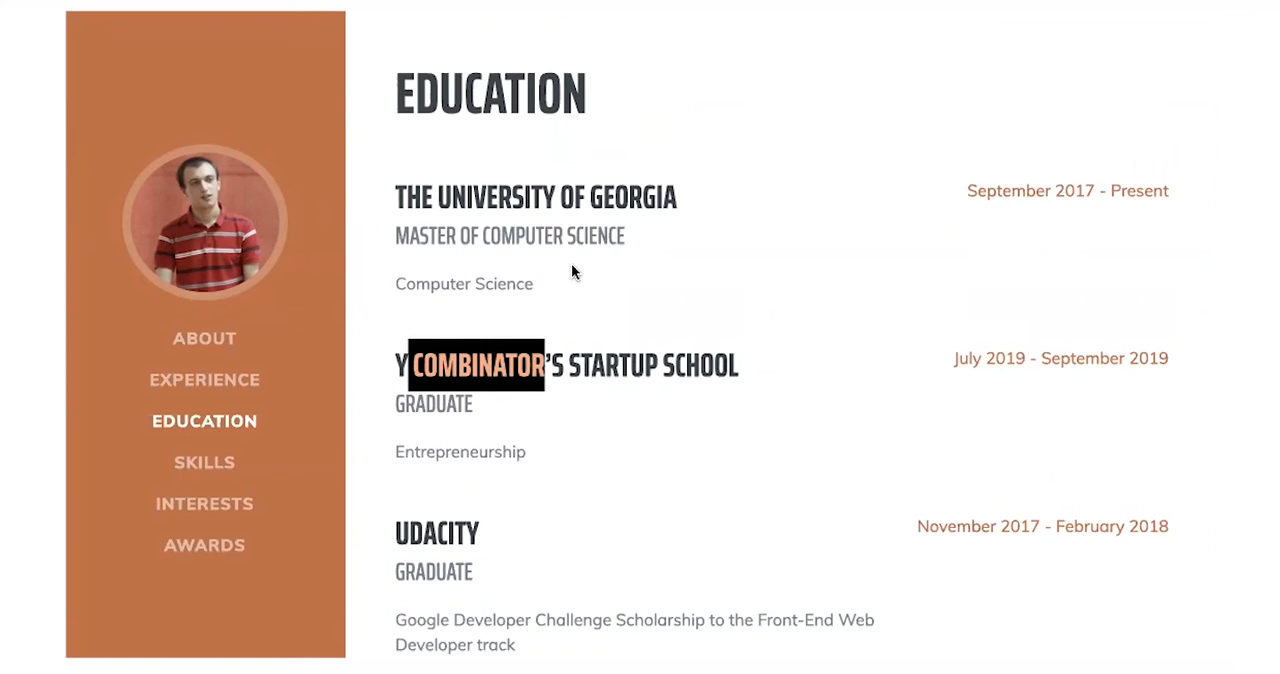 EDUCATION
THE UNIVERSITY OF GEORGIA
September 2017 - Present
MASTER OF COMPUTER SCIENCE
Computer Science
Y COMBINATOR'S STARTUP SCHOOL
July 2019 - September 2019
GRADUATE
Entrepreneurship
UDACITY
November 2017 - February 2018
GRADUATE
Google Developer Challenge Scholarship to the Front-End Web
Developer track
ABOUT
EXPERIENCE
EDUCATION
SKILLS
INTERESTS
AWARDS